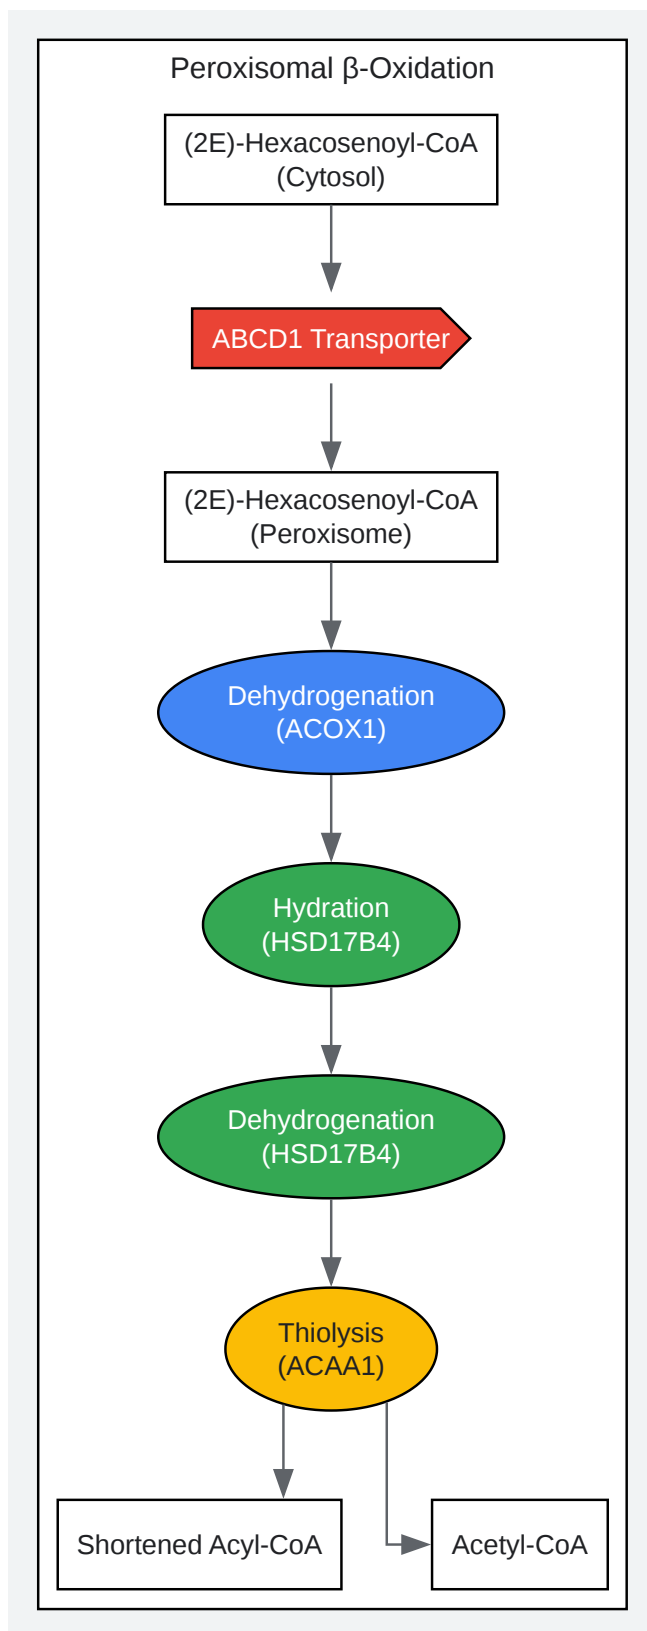 Peroxisomal β-Oxidation
(2E)-Hexacosenoyl-CoA
(Cytosol)
ABCD1 Transporter
(2E)-Hexacosenoyl-CoA
(Peroxisome)
Dehydrogenation
(ACOX1)
Hydration
(HSD17B4)
Dehydrogenation
(HSD17B4)
Thiolysis
(ACAA1)
Shortened Acyl-CoA
Acetyl-CoA